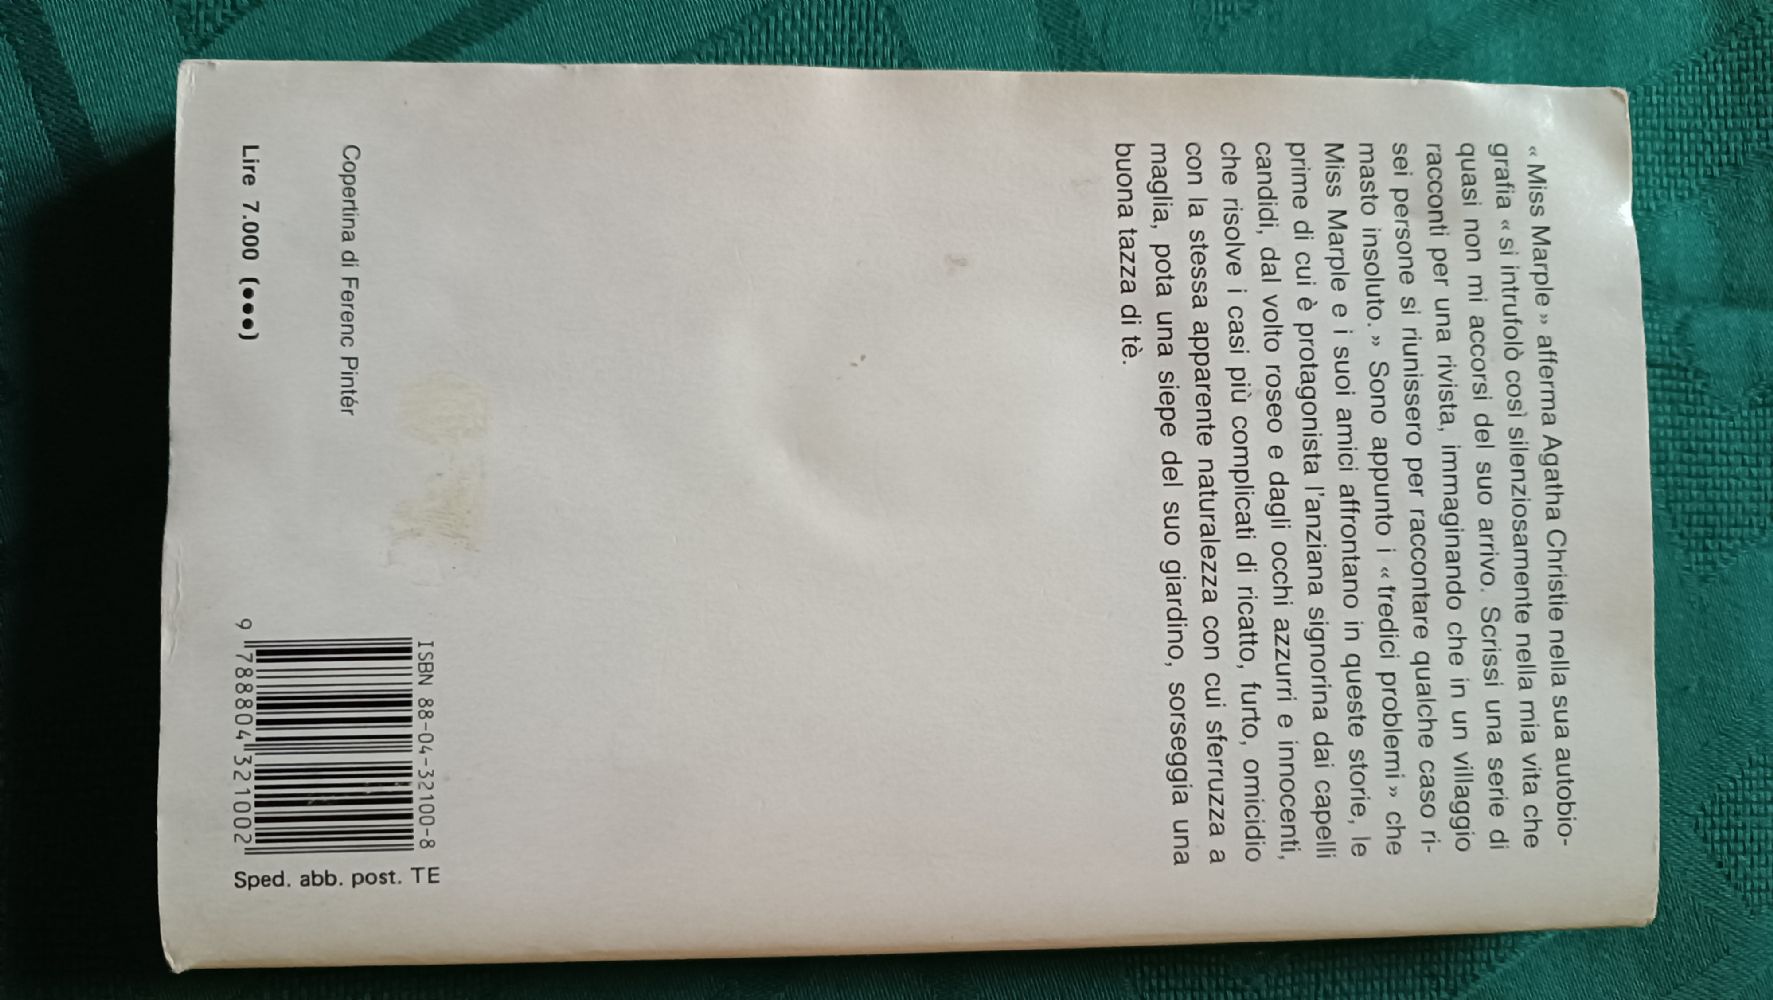 « Miss Marple » afferma Agatha Christie nella sua autobio-
grafia « si intrufolò così silenziosamente nella mia vita che
quasi non mi accorsi del suo arrivo. Scrissi una serie di
racconti per una rivista, immaginando che in un villaggio
sei persone si riunissero per raccontare qualche caso ri-
masto insoluto. » Sono appunto i « tredici problemi » che
Miss Marple e i suoi amici affrontano in queste storie, le
prime di cui è protagonista l'anziana signorina dai capelli
candidi, dal volto roseo e dagli occhi azzurri e innocenti,
che risolve i casi più complicati di ricatto, furto, omicidio
con la stessa apparente naturalezza con cui sferruzza a
maglia, pota una siepe del suo giardino, sorseggia una
buona tazza di tè.
ISBN 88-04-32100-8
9 788804 321002
Copertina di Ferenc Pintér
Lire 7.000 (●●●)
Sped. abb. post. TE